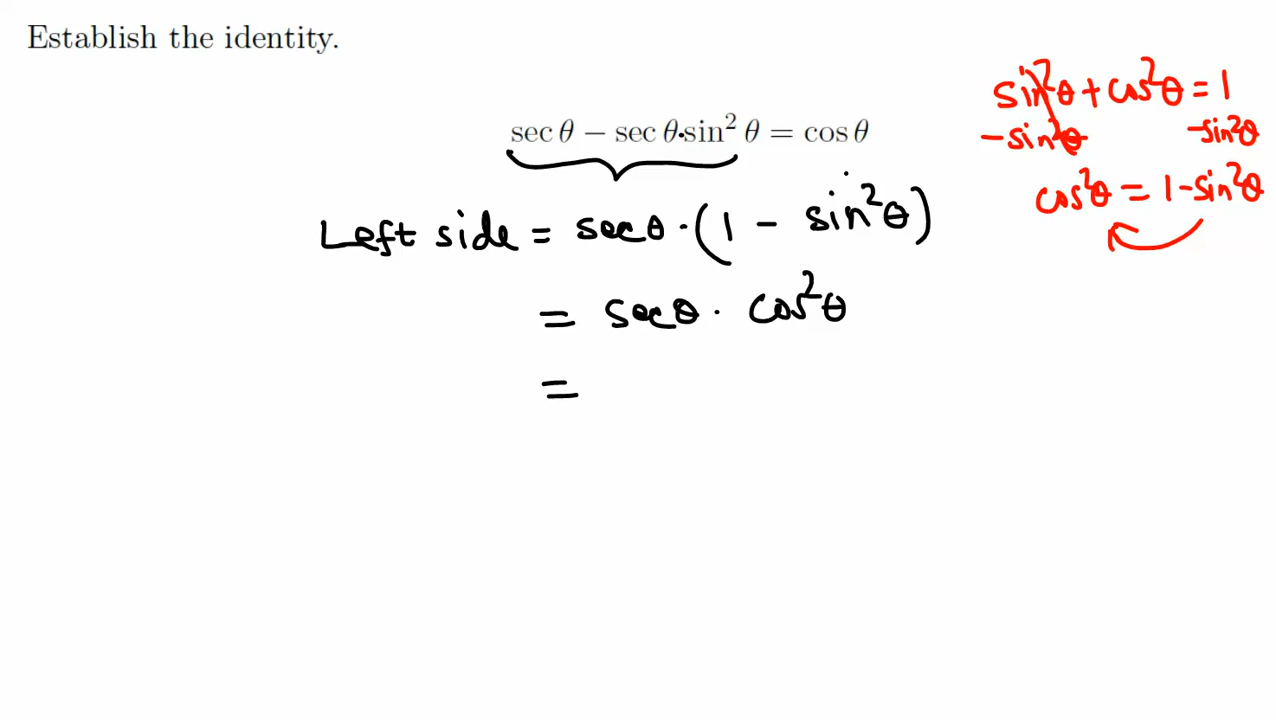 Establish the identity.
sin²θ + cos²θ = 1
−sin²θ −sin²θ
cos²θ = 1 − sin²θ
sec θ − sec θ·sin² θ = cos θ
Left side = secθ · (1 − sin²θ)
= secθ · cos²θ
=